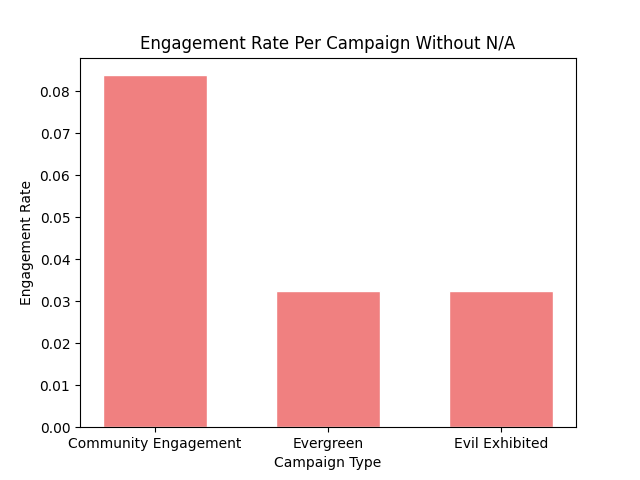 Engagement Rate Per Campaign Without N/A
Engagement Rate
0.08
0.07
0.06
0.05
0.04
0.03
0.02
0.01
0.00
Community Engagement
Evergreen
Evil Exhibited
Campaign Type